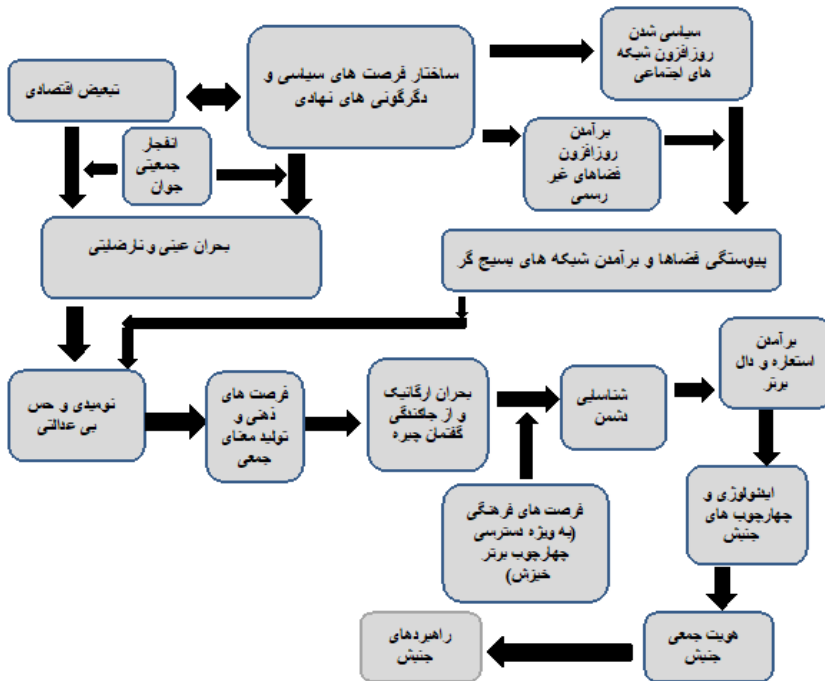 سیاسی شدن
روزافزون شبکه
های اجتماعی
ساختار فرصت های سیاسی و
دگرگونی های نهادی
تبعیض اقتصادی
برآمدن
روزافزون
فضاهای غیر
رسمی
انفجار
جمعیتی
جوان
بحران عینی و نارضایتی
پیوستگی فضاها و برآمدن شبکه های بسیج گر
برآمدن
استعاره و دال
برتر
شناسایی
دشمن
بحران ارگانیک
و از جاکندگی
گفتمان چیره
فرصت های
ذهنی و
تولید معنای
جمعی
نومیدی و حس
بی عدالتی
ایدئولوژی و
چهارچوب های
جنبش
فرصت های فرهنگی
(به ویژه دسترسی
چهارچوب برتر
خیزش)
هویت جمعی
جنبش
راهبردهای
جنبش